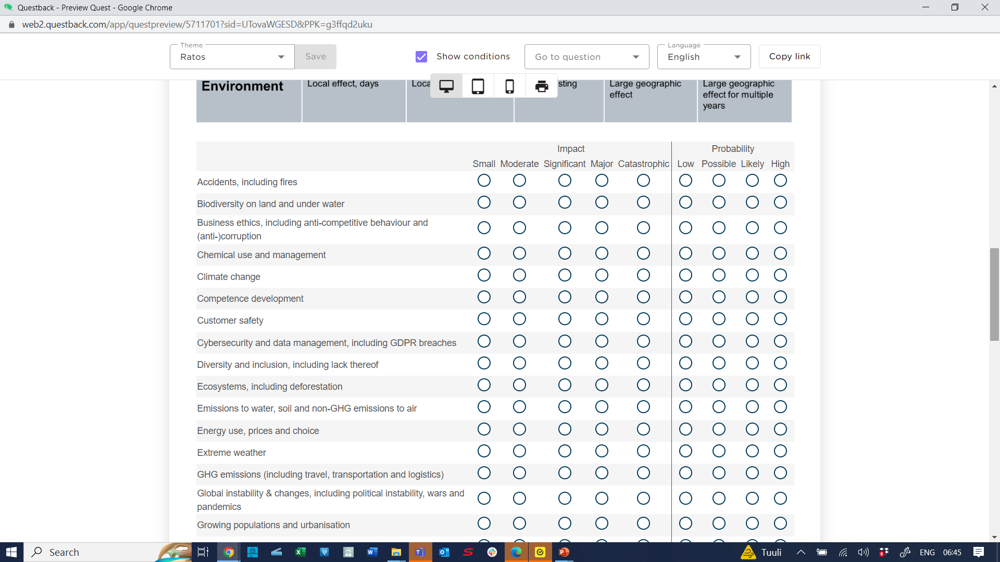 Questback - Preview Quest - Google Chrome
web2.questback.com/app/questpreview/5711701?sid=UTovaWGESD&PPK=g3ffqd2uku
Theme
Ratos
Save
Show conditions
Go to question
Language
English
Copy link
Environment
Local effect, days
Large geographic
effect
Large geographic
effect for multiple
years
Impact Probability
Small Moderate Significant Major Catastrophic Low Possible Likely High
Accidents, including fires
Biodiversity on land and under water
Business ethics, including anti-competitive behaviour and
(anti-)corruption
Chemical use and management
Climate change
Competence development
Customer safety
Cybersecurity and data management, including GDPR breaches
Diversity and inclusion, including lack thereof
Ecosystems, including deforestation
Emissions to water, soil and non-GHG emissions to air
Energy use, prices and choice
Extreme weather
GHG emissions (including travel, transportation and logistics)
Global instability & changes, including political instability, wars and
pandemics
Growing populations and urbanisation
Search
Tuuli
ENG
06:45